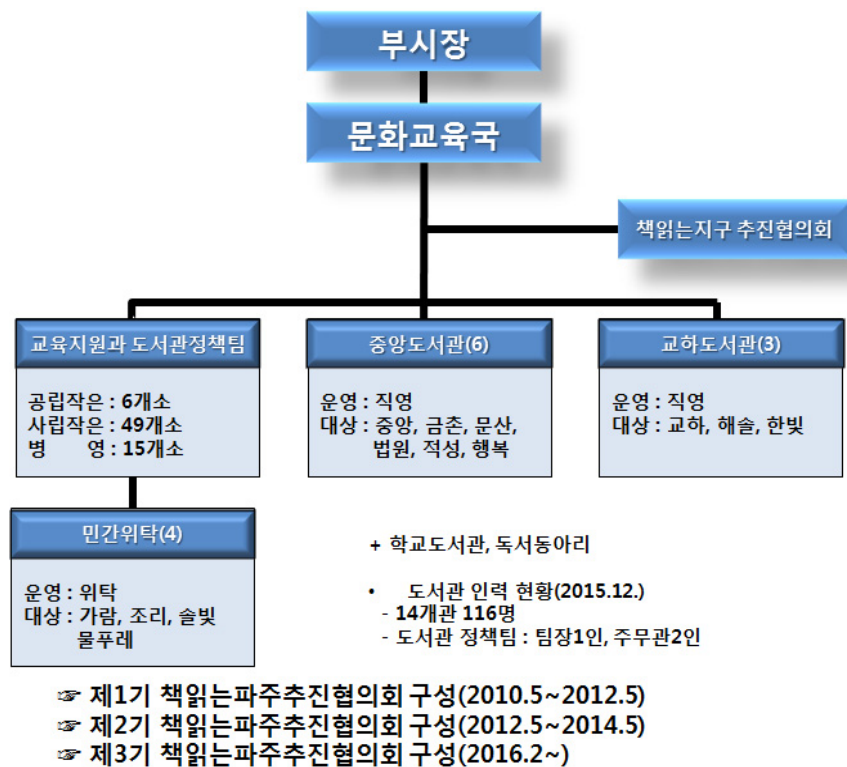 부시장
문화교육국
책읽는지구 추진협의회
교육지원과 도서관정책팀
공립작은 : 6개소
사립작은 : 49개소
병 영 : 15개소
중앙도서관(6)
운영 : 직영
대상 : 중앙, 금촌, 문산,
법원, 적성, 행복
교하도서관(3)
운영 : 직영
대상 : 교하, 해솔, 한빛
민간위탁(4)
운영 : 위탁
대상 : 가람, 조리, 솔빛
물푸레
+ 학교도서관, 독서동아리
• 도서관 인력 현황(2015.12.)
- 14개관 116명
- 도서관 정책팀 : 팀장1인, 주무관2인
☞ 제1기 책읽는파주추진협의회 구성(2010.5~2012.5)
☞ 제2기 책읽는파주추진협의회 구성(2012.5~2014.5)
☞ 제3기 책읽는파주추진협의회 구성(2016.2~)